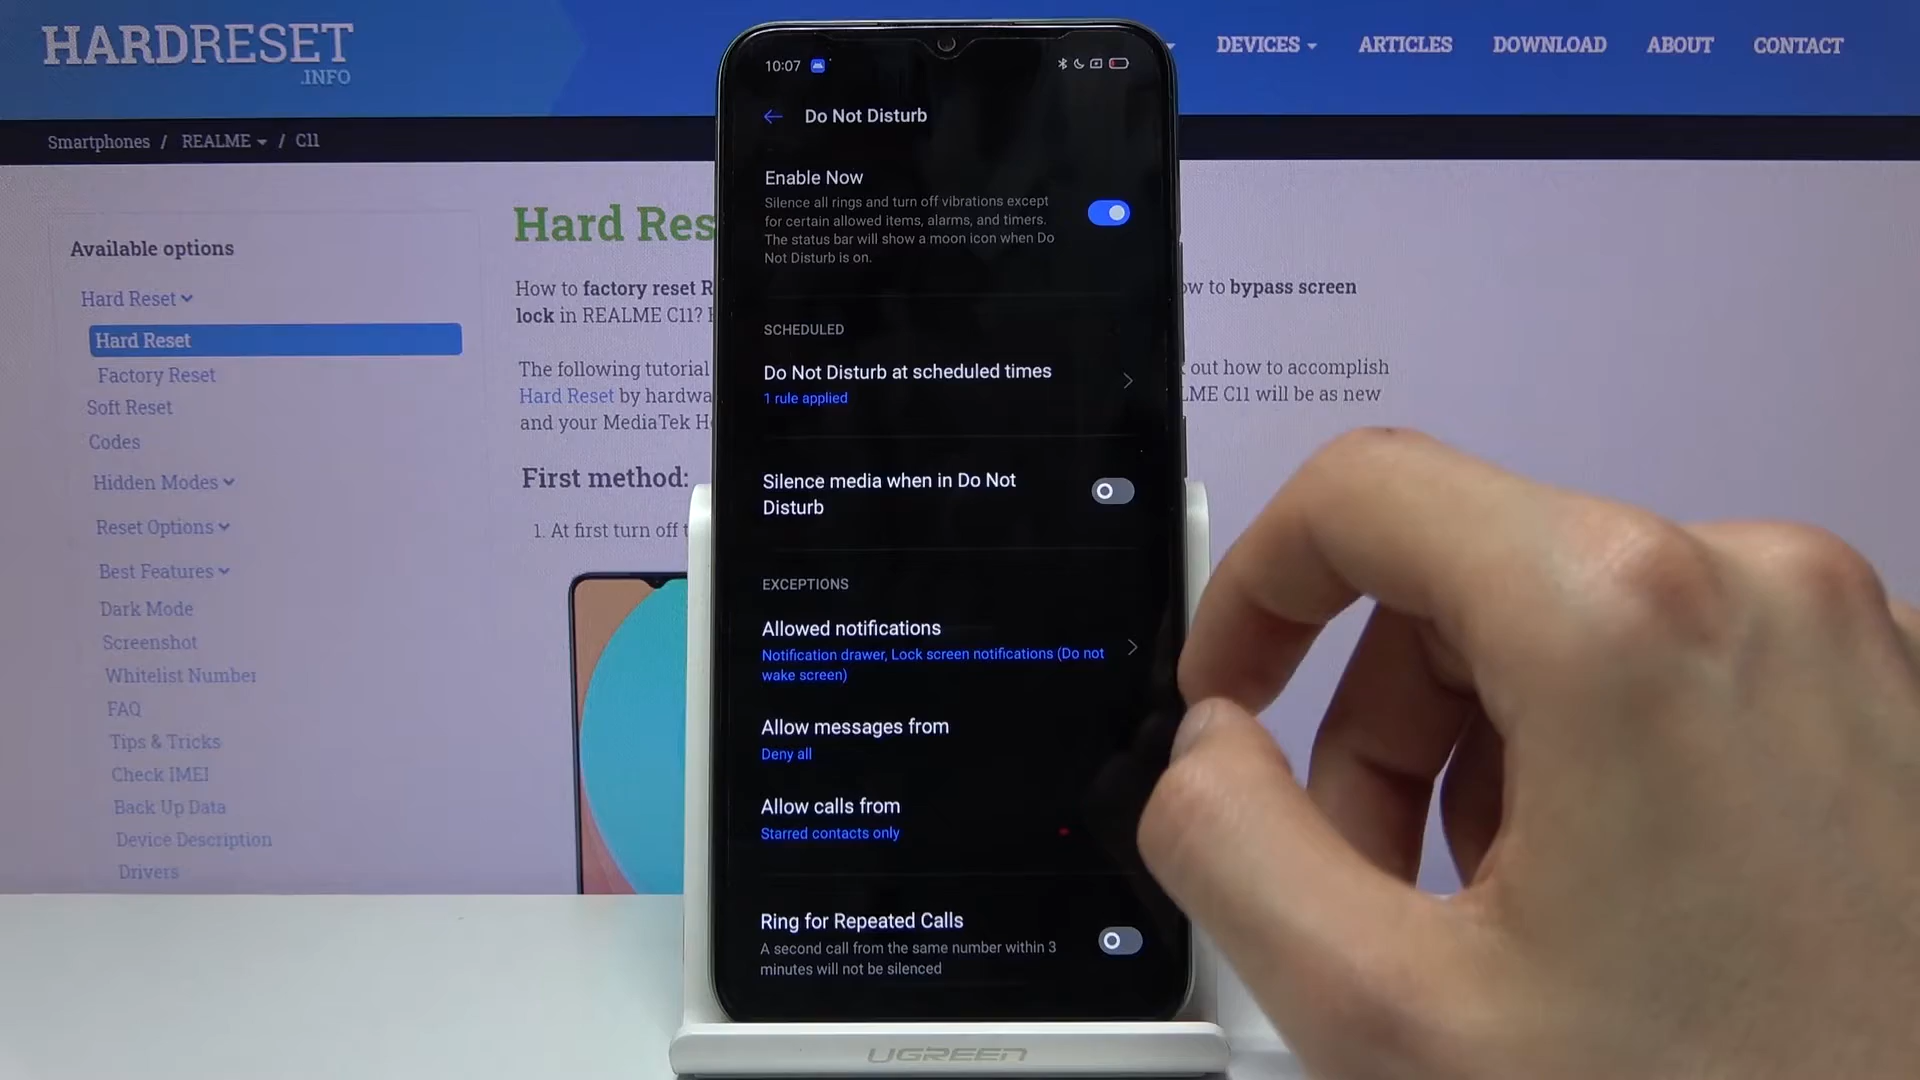 HARDRESET
.INFO
DEVICES
ARTICLES
DOWNLOAD
ABOUT
CONTACT
Smartphones / REALME / C11
Available options
Hard Reset
Hard Reset
Factory Reset
Soft Reset
Codes
Hidden Modes
Reset Options
Best Features
Dark Mode
Screenshot
Whitelist Number
FAQ
Tips & Tricks
Check IMEI
Back Up Data
Device Description
Drivers
Hard Res
How to factory reset R
to bypass screen
lock in REALME C11?
The following tutorial
out how to accomplish
Hard Reset by hardwa
C11 will be as new
and your MediaTek H
First method:
1. At first turn off t
10:07
Do Not Disturb
Enable Now
Silence all rings and turn off vibrations except
for certain allowed items, alarms, and timers.
The status bar will show a moon icon when Do
Not Disturb is on.
SCHEDULED
Do Not Disturb at scheduled times
1 rule applied
Silence media when in Do Not
Disturb
EXCEPTIONS
Allowed notifications
Notification drawer, Lock screen notifications (Do not
wake screen)
Allow messages from
Deny all
Allow calls from
Starred contacts only
Ring for Repeated Calls
A second call from the same number within 3
minutes will not be silenced
UGREEN